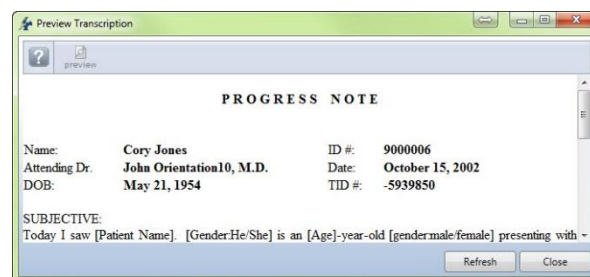 Preview Transcription
?
preview
PROGRESS NOTE
Name: Cory Jones ID #: 9000006
Attending Dr. John Orientation10, M.D. Date: October 15, 2002
DOB: May 21, 1954 TID #: -5939850
SUBJECTIVE:
Today I saw [Patient Name]. [Gender:He/She] is an [Age]-year-old [gender:male/female] presenting with
Refresh Close